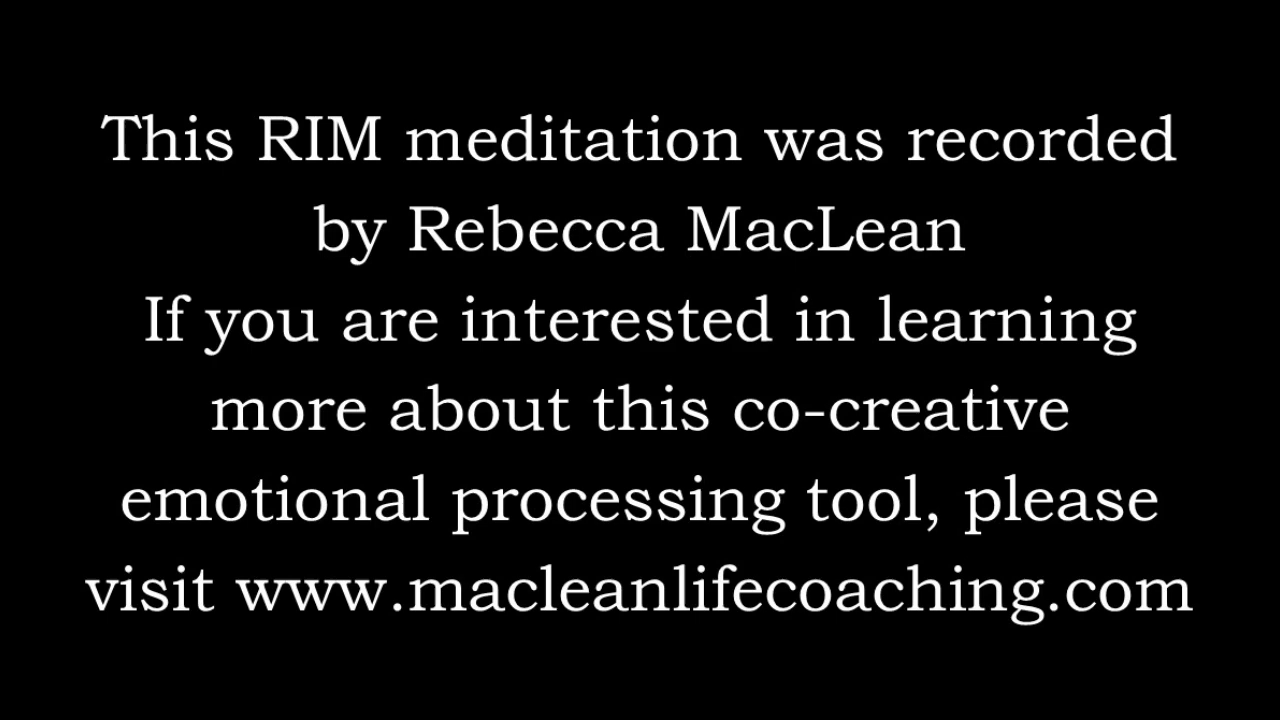 This RIM meditation was recorded
by Rebecca MacLean
If you are interested in learning
more about this co-creative
emotional processing tool, please
visit www.macleanlifecoaching.com